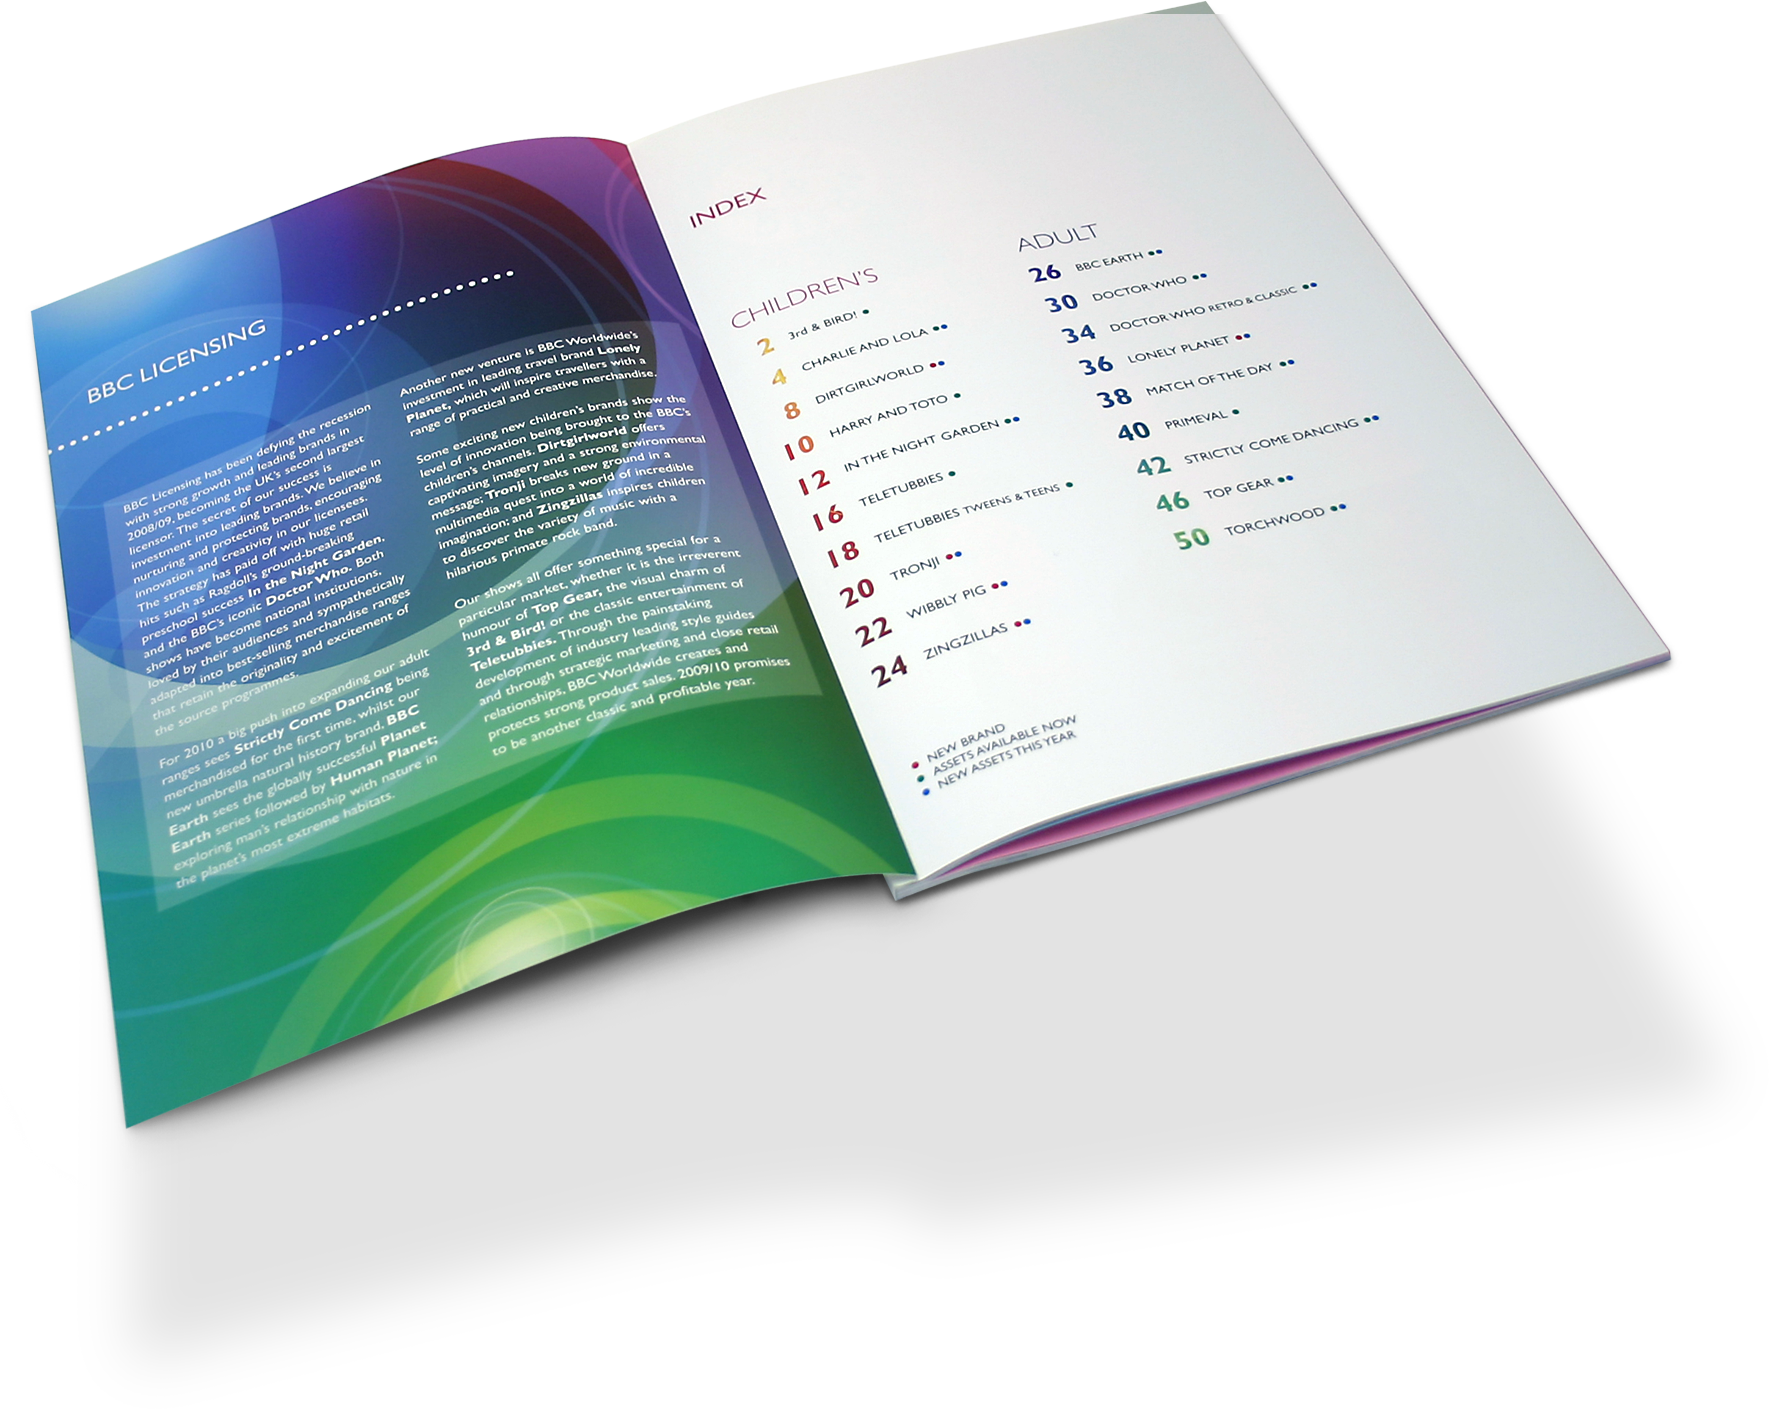 BBC LICENSING
BBC Licensing has been defying the recession
with strong growth and leading brands in
2008/09, becoming the UK's second largest
licensor. The secret of our success is
investment into leading brands. We believe in
nurturing and protecting brands, encouraging
innovation and creativity in our licensees.
The strategy has paid off with huge retail
hits such as Ragdoll's ground-breaking
preschool success In the Night Garden,
and the BBC's iconic Doctor Who. Both
shows have become national institutions,
loved by their audiences and sympathetically
adapted into best-selling merchandise ranges
that retain the originality and excitement of
the source programmes.
For 2010 a big push into expanding our adult
ranges sees Strictly Come Dancing being
merchandised for the first time, whilst our
new umbrella natural history brand, BBC
Earth sees the globally successful Planet
Earth series followed by Human Planet;
exploring man's relationship with nature in
the planet's most extreme habitats.
Another new venture is BBC Worldwide's
investment in leading travel brand Lonely
Planet, which will inspire travellers with a
range of practical and creative merchandise.
Some exciting new children's brands show the
level of innovation being brought to the BBC's
children's channels. Dirtgirlworld offers
captivating imagery and a strong environmental
message; Tronji breaks new ground in a
multimedia quest into a world of incredible
imagination; and Zingzillas inspires children
to discover the variety of music with a
hilarious primate rock band.
Our shows all offer something special for a
particular market, whether it is the irreverent
humour of Top Gear, the visual charm of
3rd & Bird! or the classic entertainment of
Teletubbies. Through the painstaking
development of industry leading style guides
and through strategic marketing and close retail
relationships, BBC Worldwide creates and
protects strong product sales. 2009/10 promises
to be another classic and profitable year.
INDEX
CHILDREN'S
2 3rd & BIRD!
4 CHARLIE AND LOLA
8 DIRTGIRLWORLD
10 HARRY AND TOTO
12 IN THE NIGHT GARDEN
16 TELETUBBIES
18 TELETUBBIES TWEENS & TEENS
20 TRONJI
22 WIBBLY PIG
24 ZINGZILLAS
ADULT
26 BBC EARTH
30 DOCTOR WHO
34 DOCTOR WHO RETRO & CLASSIC
36 LONELY PLANET
38 MATCH OF THE DAY
40 PRIMEVAL
42 STRICTLY COME DANCING
46 TOP GEAR
50 TORCHWOOD
NEW BRAND
ASSETS AVAILABLE NOW
NEW ASSETS THIS YEAR